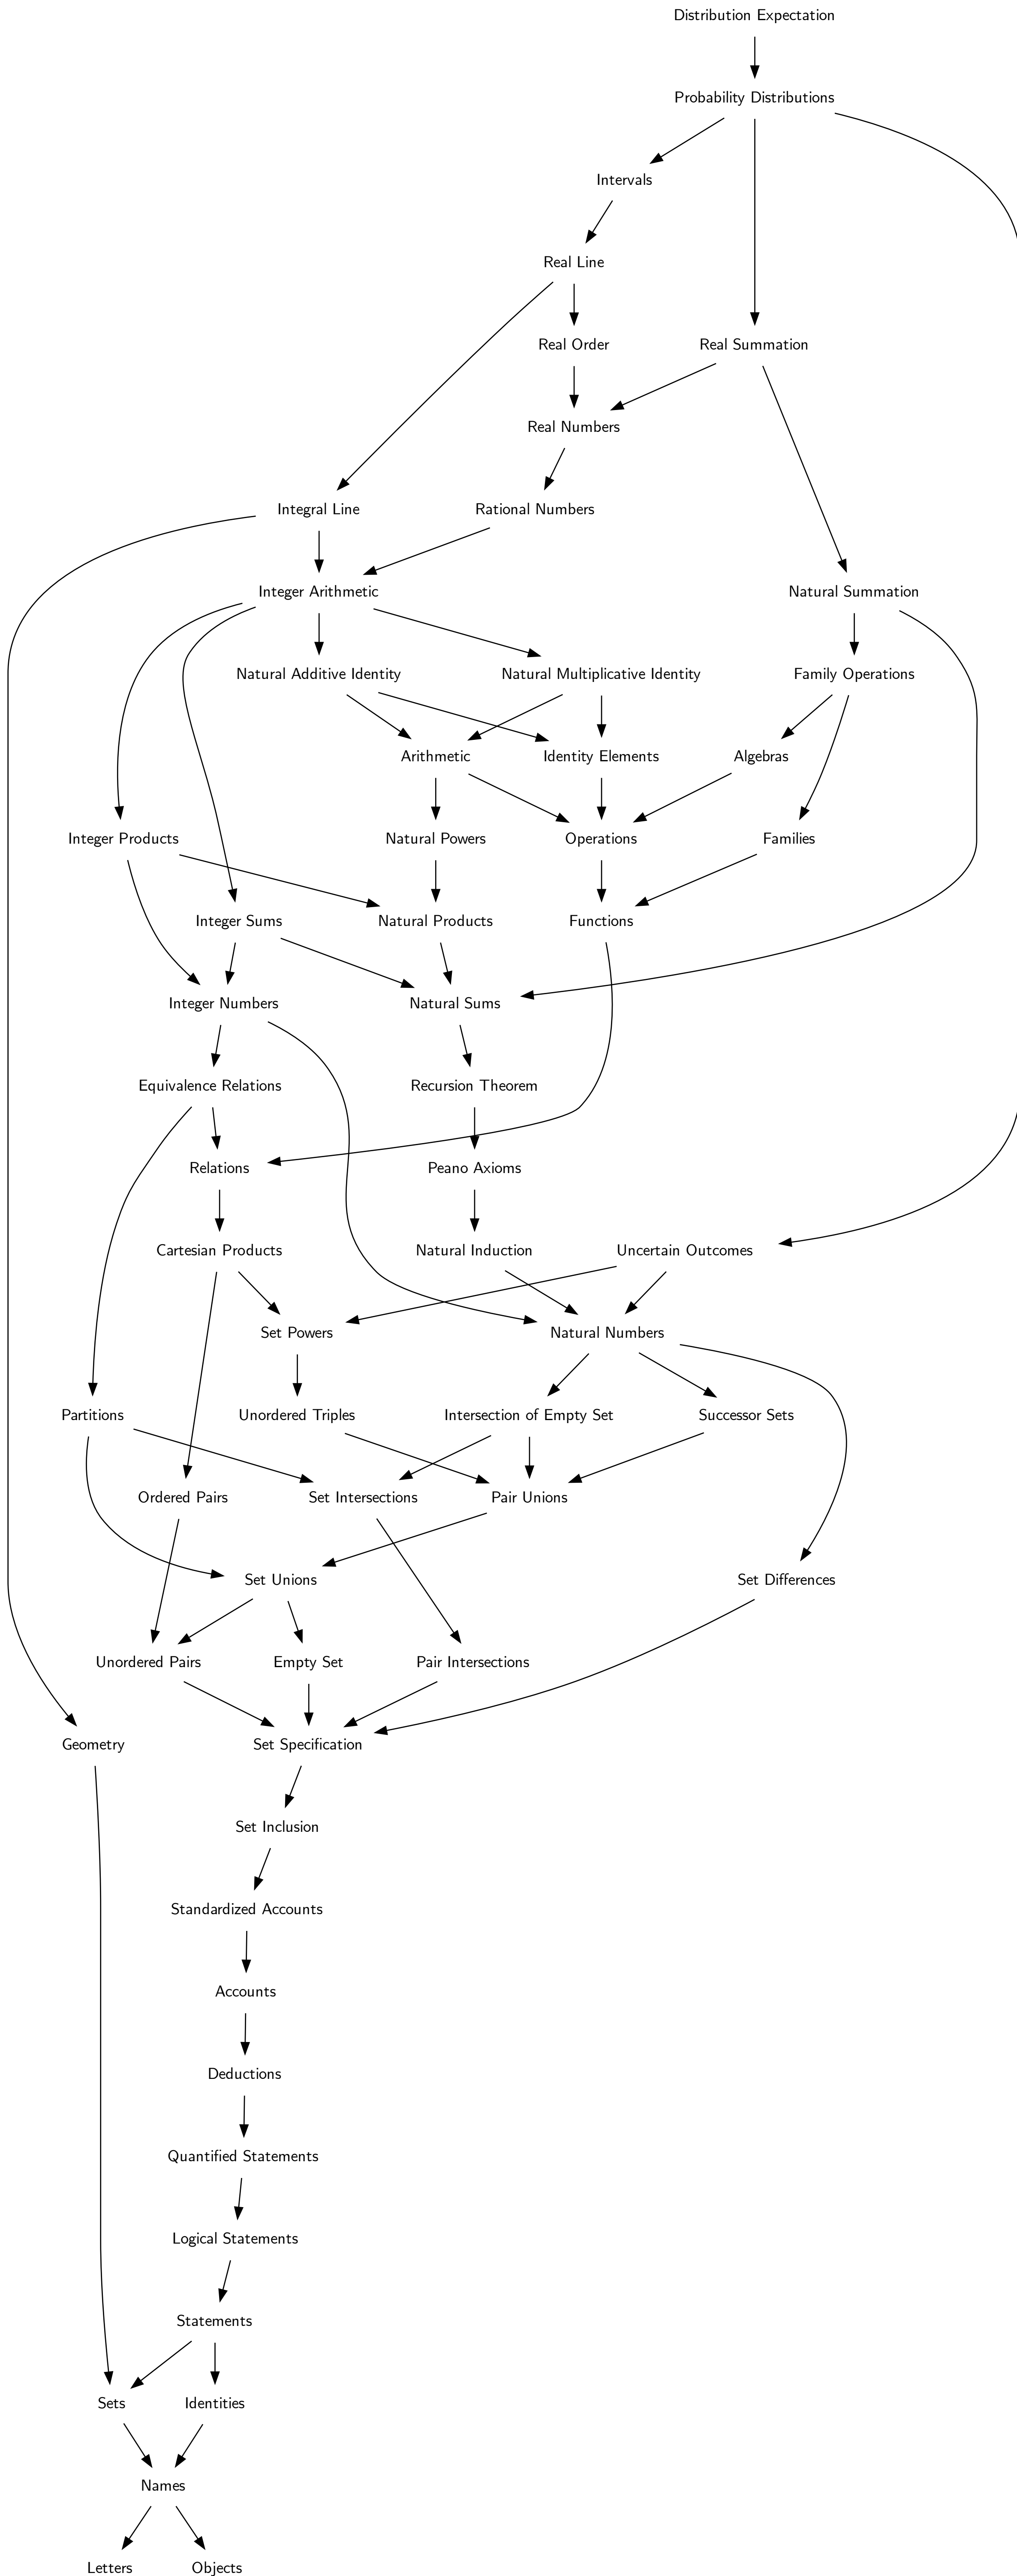 Distribution Expectation
Probability Distributions
Intervals
Real Line
Real Order
Real Summation
Real Numbers
Integral Line
Rational Numbers
Integer Arithmetic
Natural Summation
Natural Additive Identity
Natural Multiplicative Identity
Family Operations
Arithmetic
Identity Elements
Algebras
Integer Products
Natural Powers
Operations
Families
Integer Sums
Natural Products
Functions
Integer Numbers
Natural Sums
Equivalence Relations
Recursion Theorem
Relations
Peano Axioms
Cartesian Products
Natural Induction
Uncertain Outcomes
Set Powers
Natural Numbers
Partitions
Unordered Triples
Intersection of Empty Set
Successor Sets
Ordered Pairs
Set Intersections
Pair Unions
Set Unions
Set Differences
Unordered Pairs
Empty Set
Pair Intersections
Geometry
Set Specification
Set Inclusion
Standardized Accounts
Accounts
Deductions
Quantified Statements
Logical Statements
Statements
Sets
Identities
Names
Letters
Objects